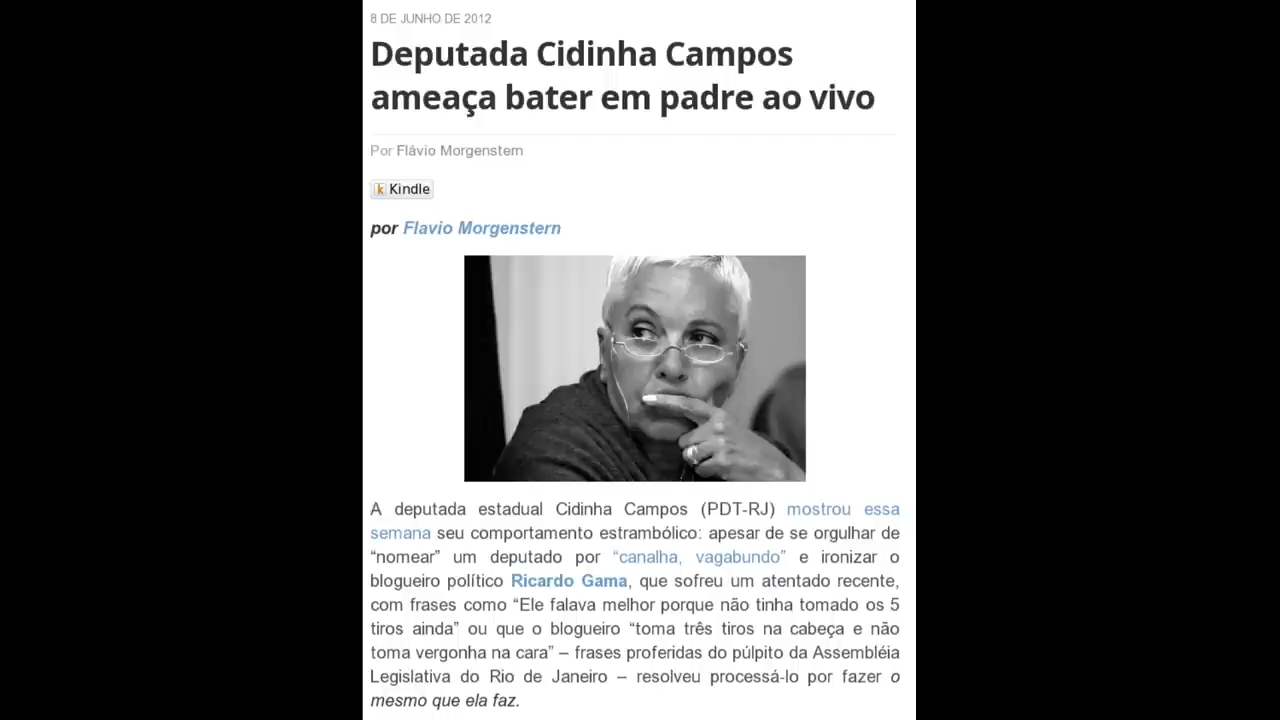 8 DE JUNHO DE 2012
Deputada Cidinha Campos
ameaça bater em padre ao vivo
Por Flávio Morgenstern
k Kindle
por Flavio Morgenstern
A deputada estadual Cidinha Campos (PDT-RJ) mostrou essa
semana seu comportamento estrambólico: apesar de se orgulhar de
“nomear” um deputado por “canalha, vagabundo” e ironizar o
blogueiro político Ricardo Gama, que sofreu um atentado recente,
com frases como “Ele falava melhor porque não tinha tomado os 5
tiros ainda” ou que o blogueiro “toma três tiros na cabeça e não
toma vergonha na cara” – frases proferidas do púlpito da Assembléia
Legislativa do Rio de Janeiro – resolveu processá-lo por fazer o
mesmo que ela faz.